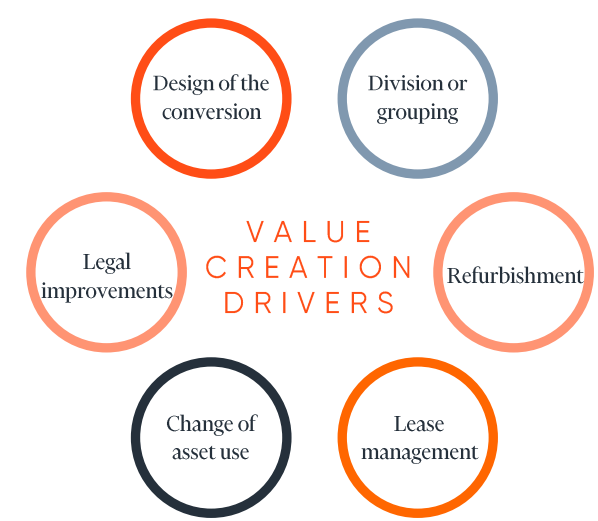 Design of the
conversion
Division or
grouping
Legal
improvements
VALUE
CREATION
DRIVERS
Refurbishment
Change of
asset use
Lease
management